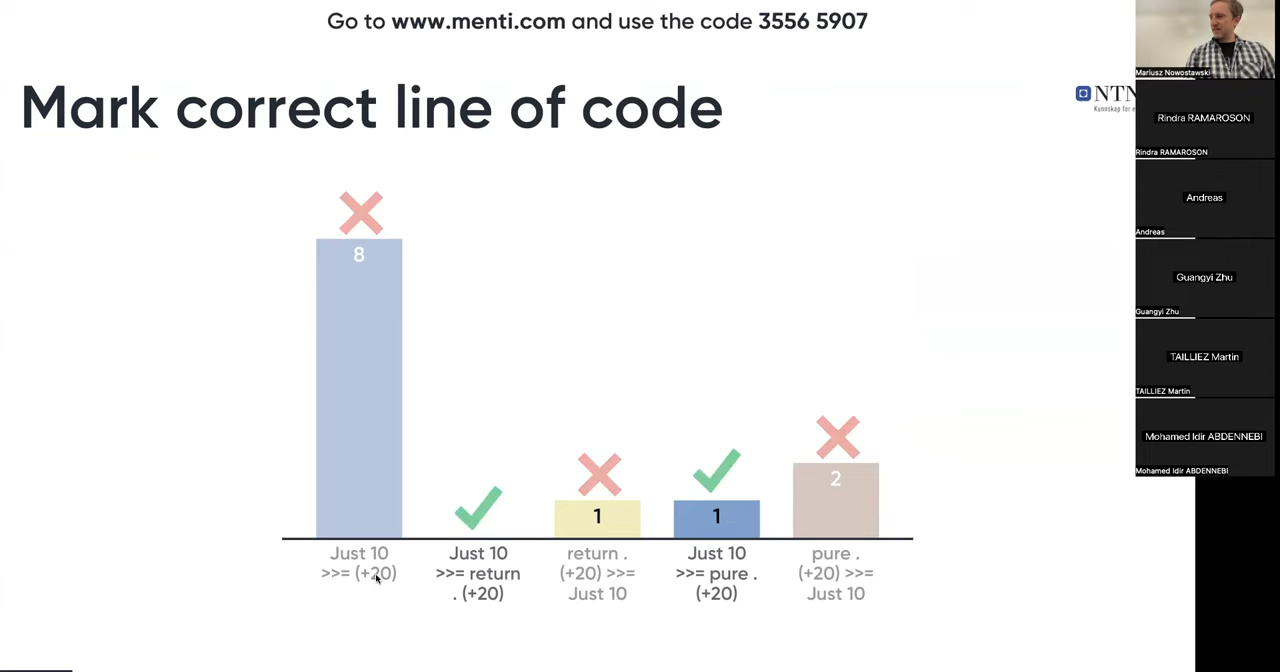 Go to www.menti.com and use the code 3556 5907
Mark correct line of code
NTN
Kunnskap for e
8
1
1
2
Just 10
>>= (+20)
Just 10
>>= return
. (+20)
return .
(+20) >>=
Just 10
Just 10
>>= pure .
(+20)
pure .
(+20) >>=
Just 10
Mariusz Nowostawski
Rindra RAMAROSON
Rindra RAMAROSON
Andreas
Andreas
Guangyi Zhu
Guangyi Zhu
TAILLIEZ Martin
TAILLIEZ Martin
Mohamed Idir ABDENNEBI
Mohamed Idir ABDENNEBI